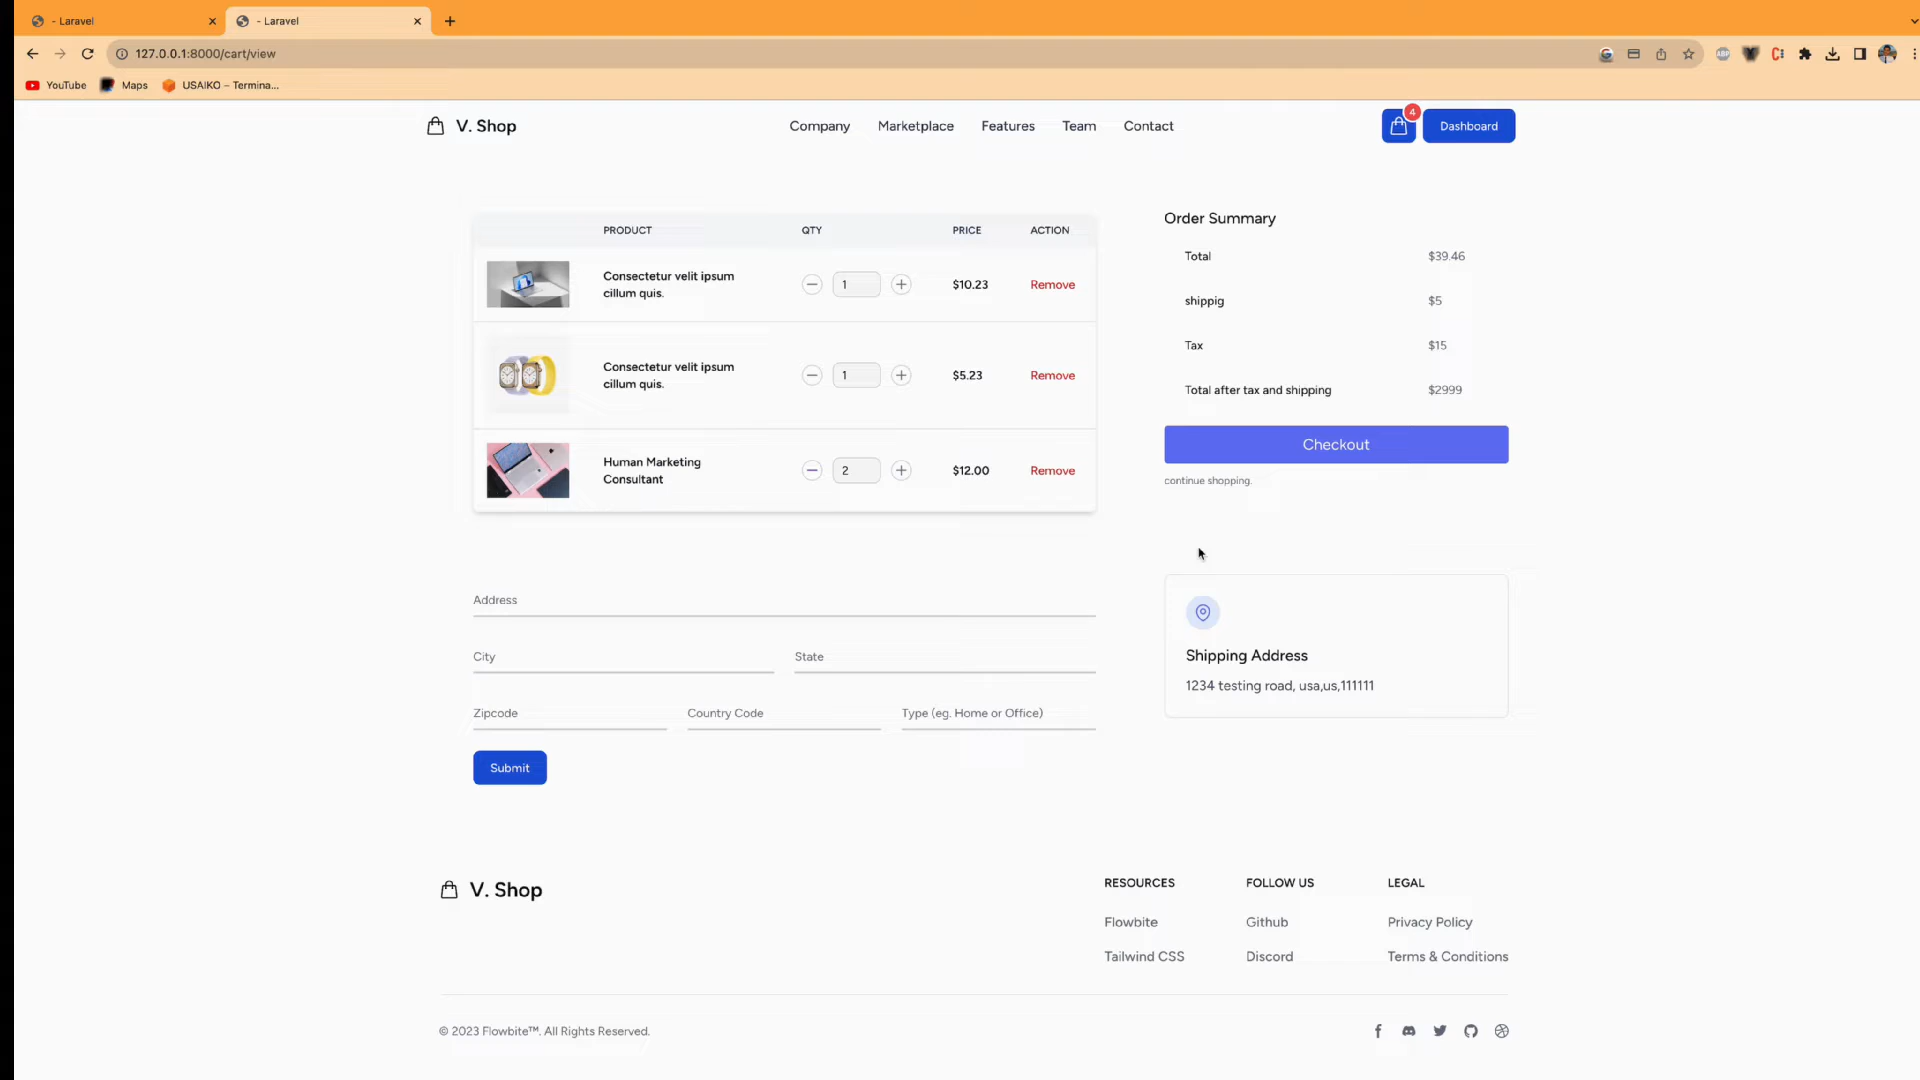 - Laravel
- Laravel
127.0.0.1:8000/cart/view
YouTube
Maps
USAIKO – Termina...
V. Shop
Company
Marketplace
Features
Team
Contact
4
Dashboard
PRODUCT
QTY
PRICE
ACTION
Consectetur velit ipsum
cillum quis.
1
$10.23
Remove
Consectetur velit ipsum
cillum quis.
1
$5.23
Remove
Human Marketing
Consultant
2
$12.00
Remove
Order Summary
Total
$39.46
shippig
$5
Tax
$15
Total after tax and shipping
$2999
Checkout
continue shopping.
Address
City
State
Zipcode
Country Code
Type (eg. Home or Office)
Submit
Shipping Address
1234 testing road, usa,us,111111
V. Shop
RESOURCES
Flowbite
Tailwind CSS
FOLLOW US
Github
Discord
LEGAL
Privacy Policy
Terms & Conditions
© 2023 Flowbite™. All Rights Reserved.